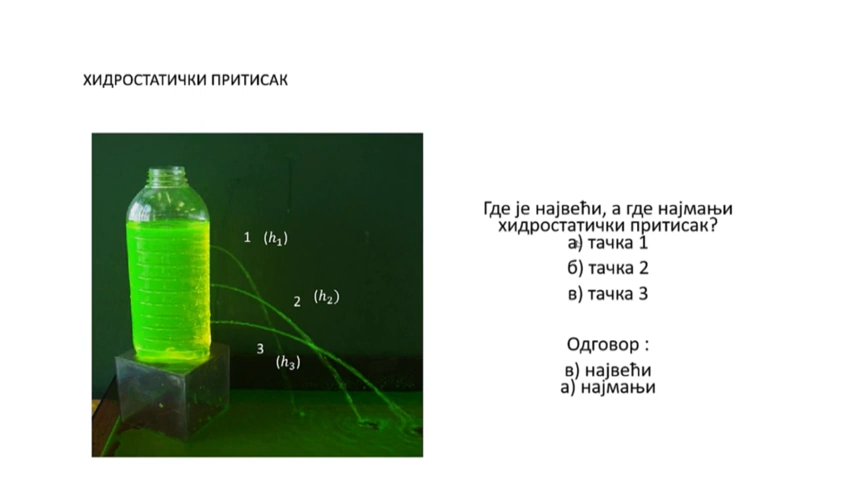 ХИДРОСТАТИЧКИ ПРИТИСАК
1 (h₁)
2 (h₂)
3
(h₃)
Где је највећи, а где најмањи
хидростатички притисак?
а) тачка 1
б) тачка 2
в) тачка 3
Одговор :
в) највећи
а) најмањи